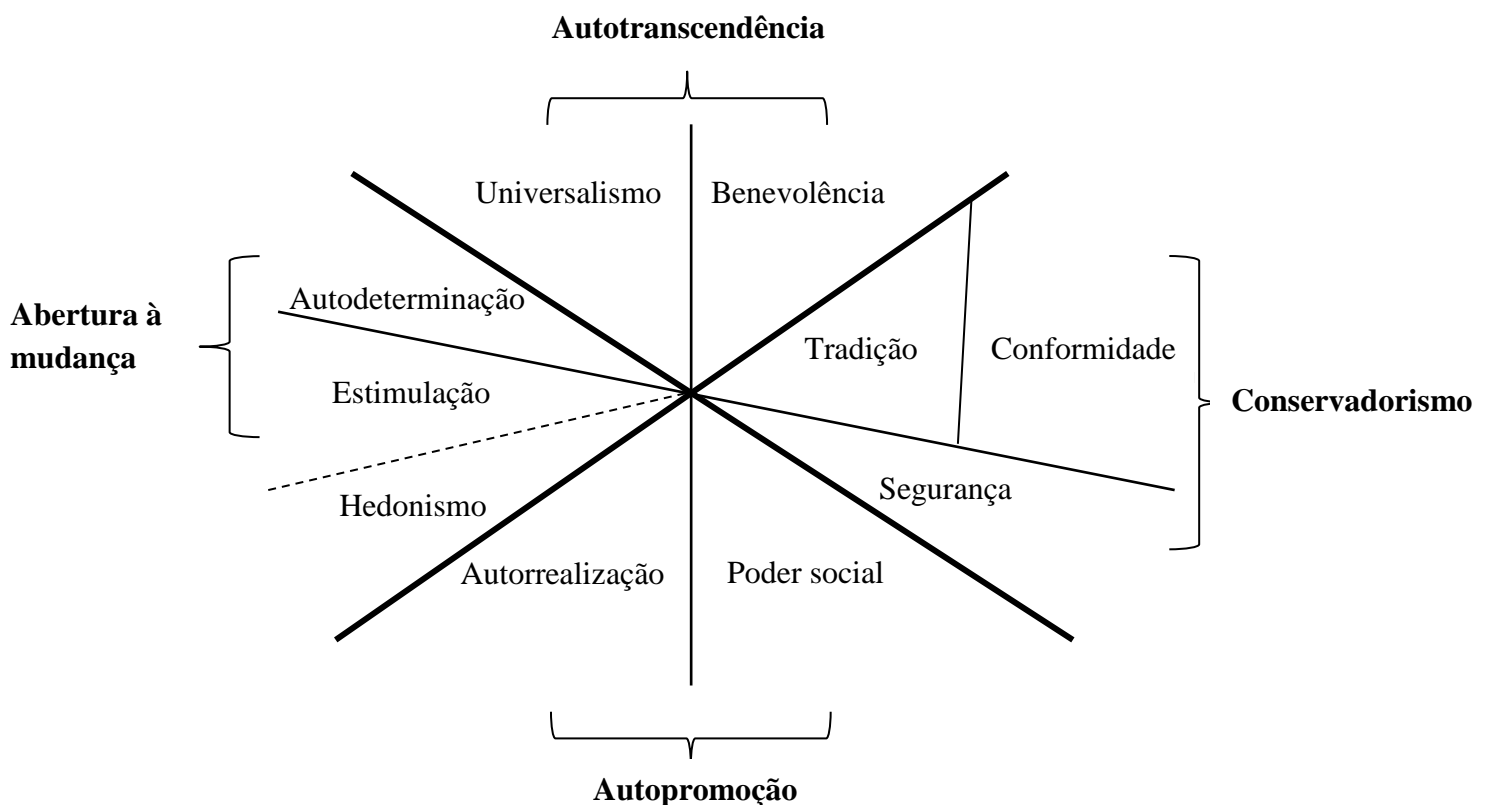 Autotranscendência
Universalismo
Benevolência
Autodeterminação
Abertura à
mudança
Tradição
Conformidade
Estimulação
Conservadorismo
Segurança
Hedonismo
Autorrealização
Poder social
Autopromoção